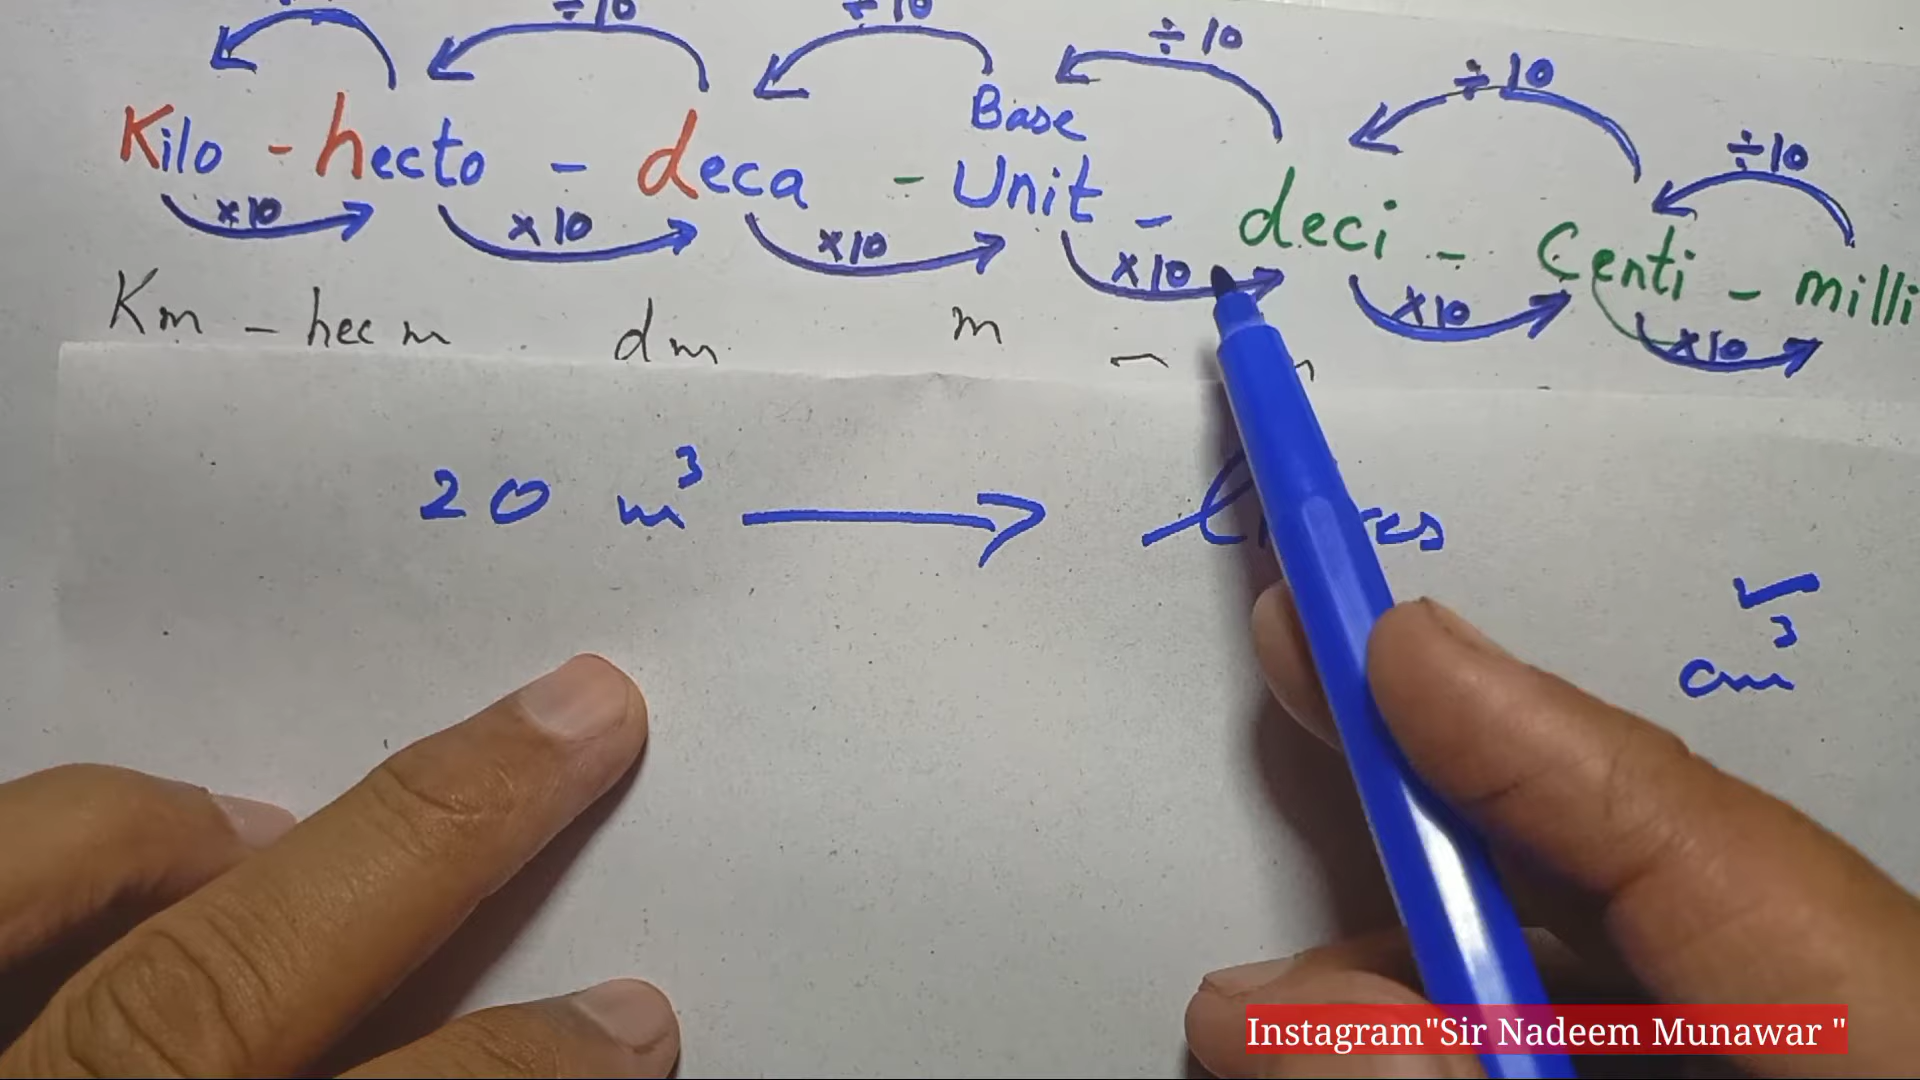 ÷10 ÷10 ÷10 ÷10 ÷10
Base
Kilo - hecto - deca - Unit - deci - Centi - milli
×10 ×10 ×10 ×10 ×10 ×10
Km - hec m dm m -
20 m³ → litres
✓
cm³
Instagram"Sir Nadeem Munawar "